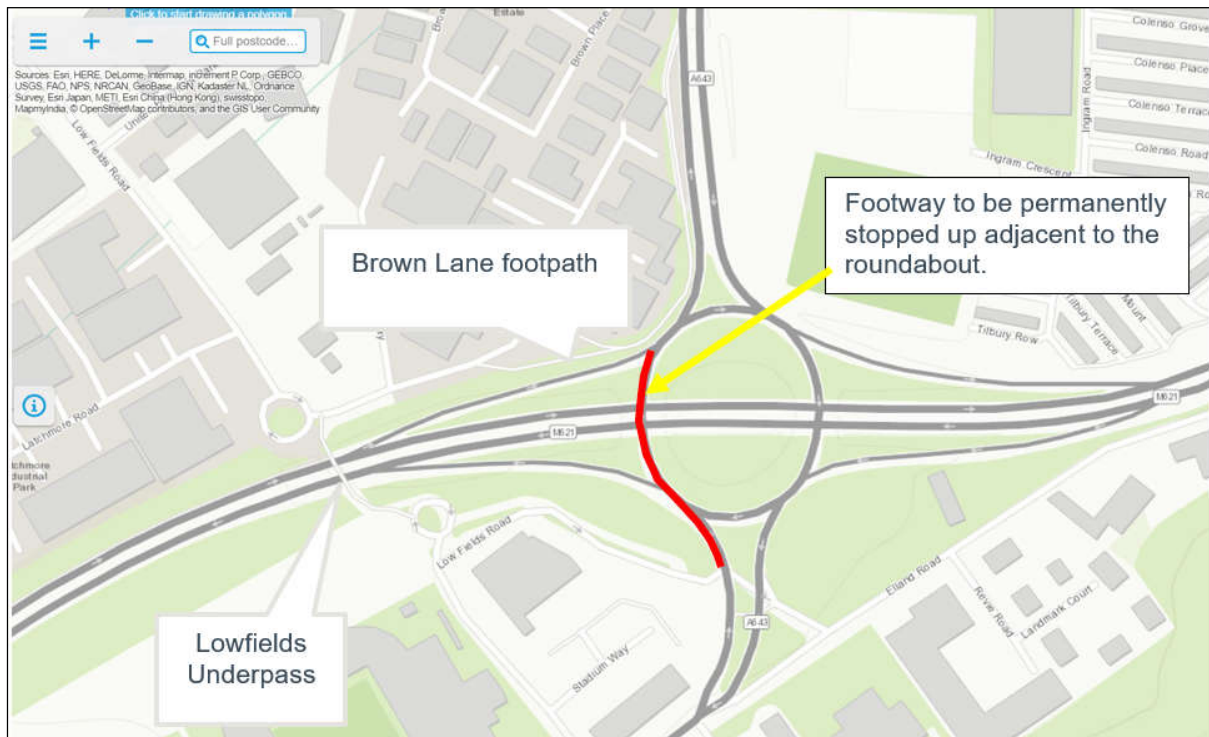 Click to start drawing a polygon
Full postcode...
Sources: Esri, HERE, DeLorme, Intermap, increment P Corp., GEBCO,
USGS, FAO, NPS, NRCAN, GeoBase, IGN, Kadaster NL, Ordnance
Survey, Esri Japan, METI, Esri China (Hong Kong), swisstopo,
MapmyIndia, © OpenStreetMap contributors, and the GIS User Community
Estate
Brown Place
A643
Low Fields Road
Ingram Road
Colenso Grove
Colenso Place
Colenso Terrace
Colenso Road
Ingram Crescent
Footway to be permanently
stopped up adjacent to the
roundabout.
Brown Lane footpath
Tilbury Row
Tilbury Terrace
Mount
M621
M621
Latchmore Road
Park
Low Fields Road
Elland Road
Revie Road
Landmark Court
A643
Stadium Way
Lowfields
Underpass